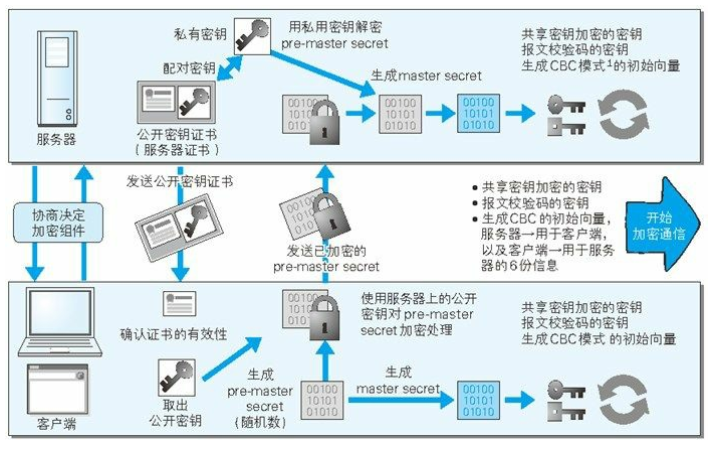 私有密钥
用私用密钥解密
pre-master secret
共享密钥加密的密钥
报文校验码的密钥
生成CBC模式¹的初始向量
配对密钥
生成master secret
00100
10101
01010
00100
10101
01010
00100
10101
01010
服务器
公开密钥证书
(服务器证书)
发送公开密钥证书
协商决定
加密组件
发送已加密的
pre-master secret
• 共享密钥加密的密钥
• 报文校验码的密钥
• 生成CBC的初始向量,
服务器→用于客户端,
以及客户端→用于服务
器的6份信息
开始
加密通信
确认证书的有效性
使用服务器上的公开
密钥对pre-master
secret加密处理
共享密钥加密的密钥
报文校验码的密钥
生成CBC模式 的初始向量
取出
公开密钥
生成
pre-master
secret
(随机数)
00100
10101
01010
生成
master secret
00100
10101
01010
客户端